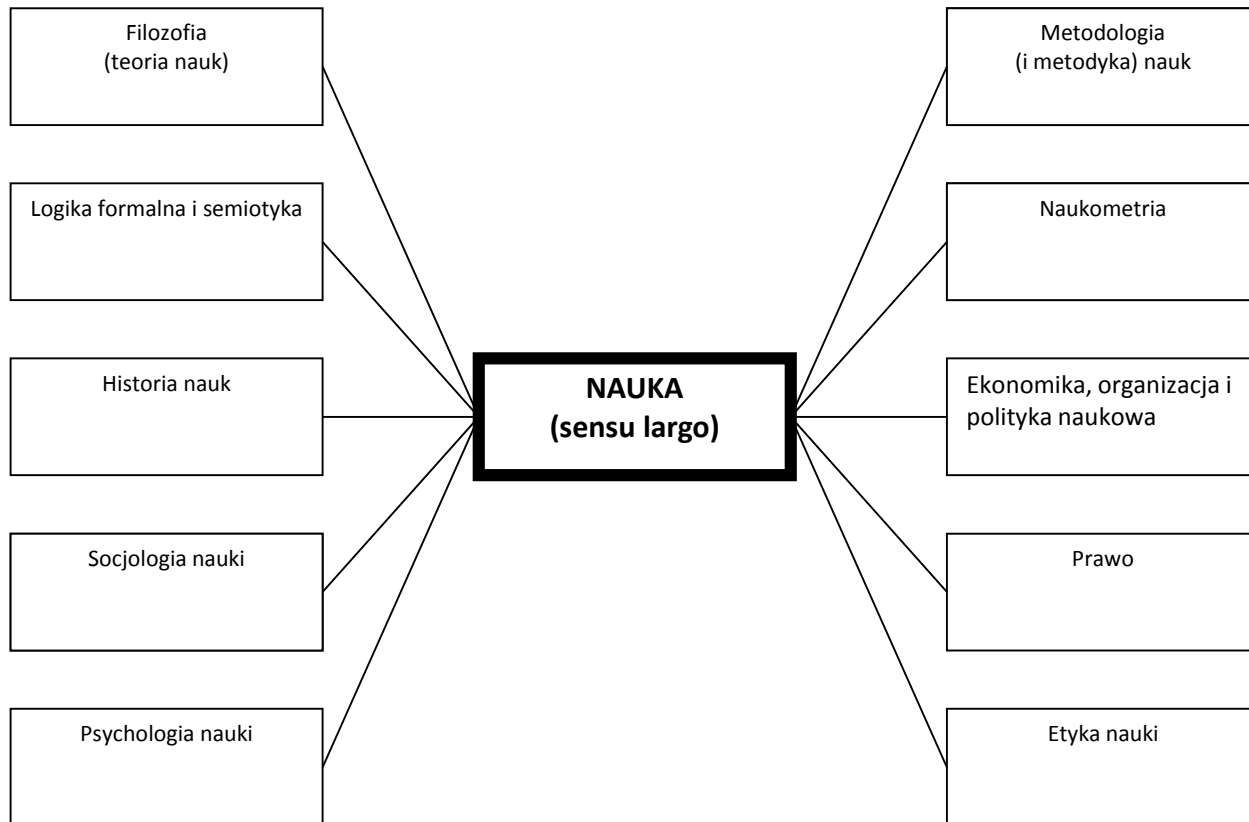 Filozofia
(teoria nauk)
Logika formalna i semiotyka
Historia nauk
Socjologia nauki
Psychologia nauki
NAUKA
(sensu largo)
Metodologia
(i metodyka) nauk
Naukometria
Ekonomika, organizacja i
polityka naukowa
Prawo
Etyka nauki